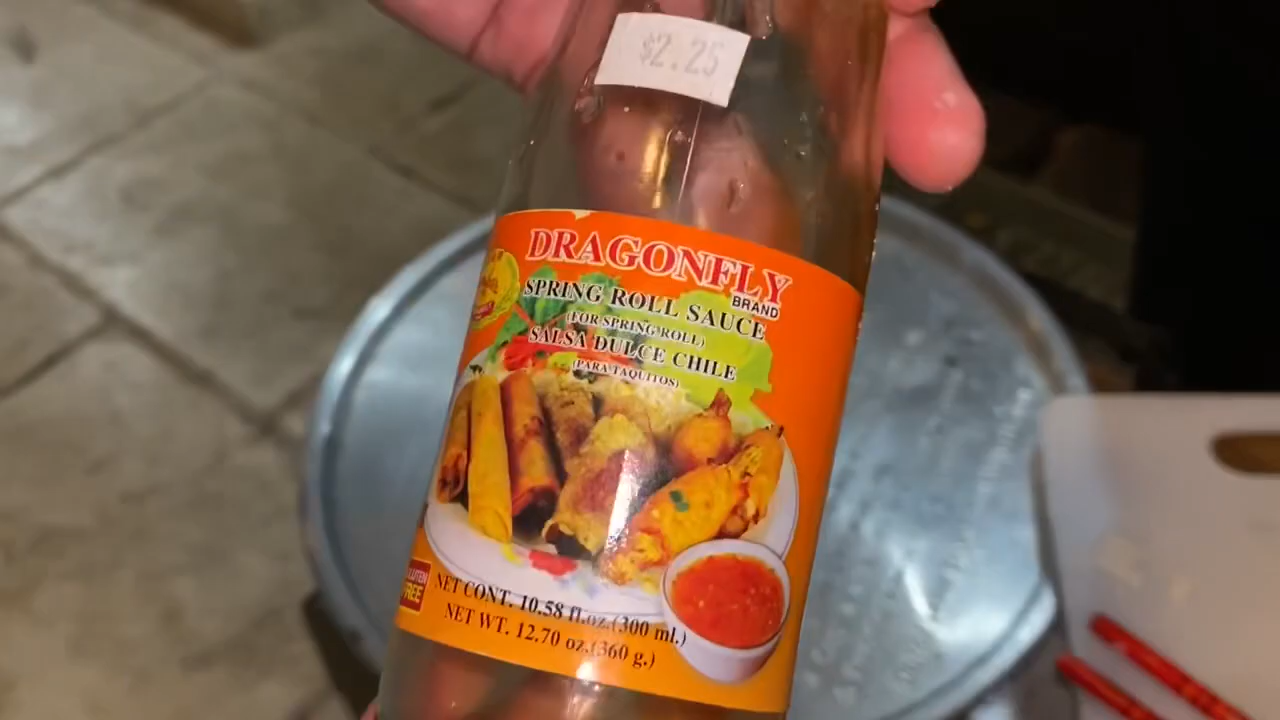 $2.25
DRAGONFLY
BRAND
SPRING ROLL SAUCE
(FOR SPRING ROLL)
SALSA DULCE CHILE
(PARA TAQUITOS)
GLUTEN
FREE
NET CONT. 10.58 fl.oz.(300 ml.)
NET WT. 12.70 oz.(360 g.)